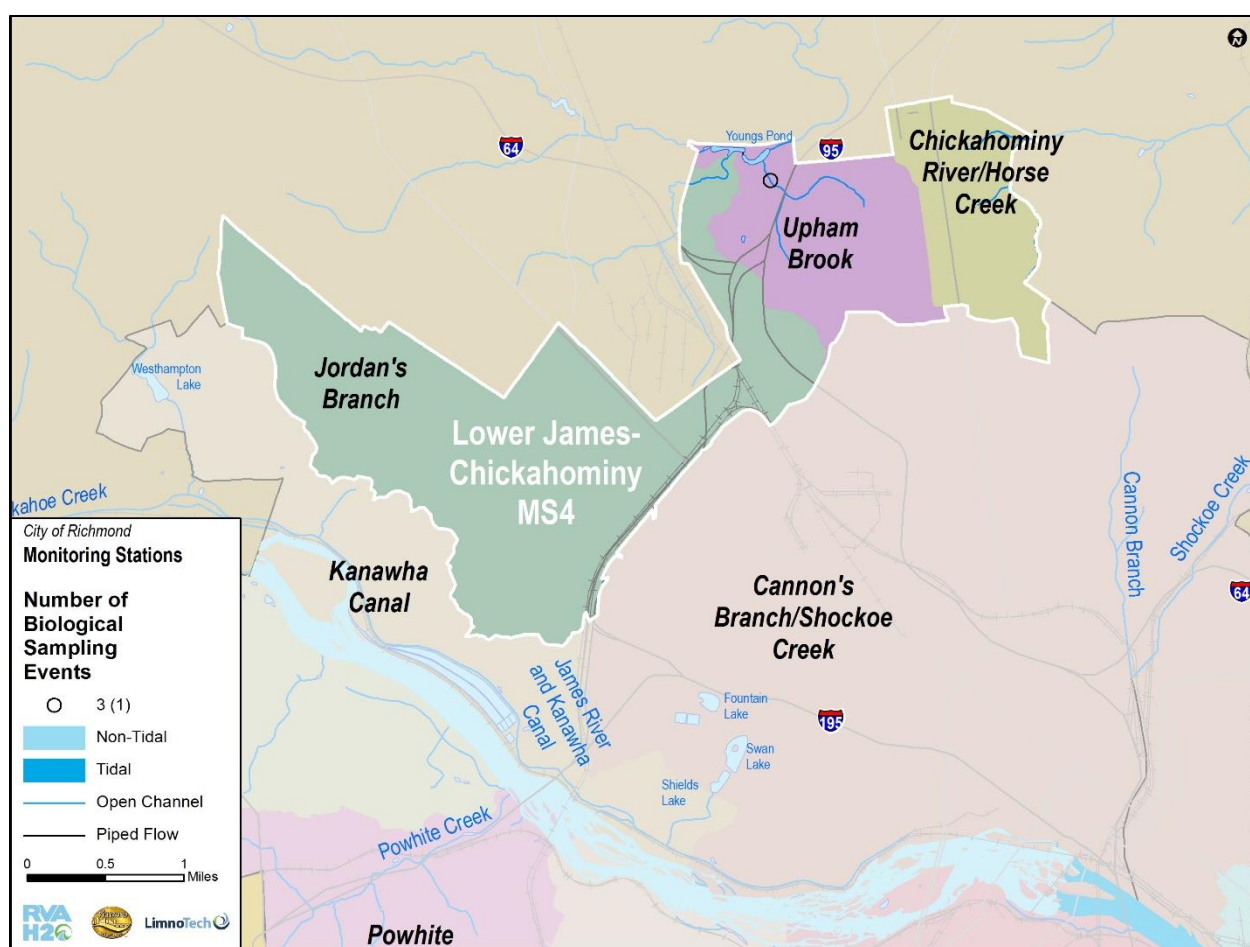 N
64
Youngs Pond
95
Chickahominy
River/Horse
Creek
Upham
Brook
Westhampton
Lake
Jordan's
Branch
Lower James-
Chickahominy
MS4
kahoe Creek
Kanawha
Canal
Cannon Branch
Shockoe Creek
64
Cannon's
Branch/Shockoe
Creek
James River
and Kanawha
Canal
Fountain
Lake
195
Swan
Lake
Shields
Lake
Powhite Creek
Powhite
City of Richmond
Monitoring Stations
Number of
Biological
Sampling
Events
3 (1)
Non-Tidal
Tidal
Open Channel
Piped Flow
0 0.5 1
Miles
RVA
H2O
LimnoTech